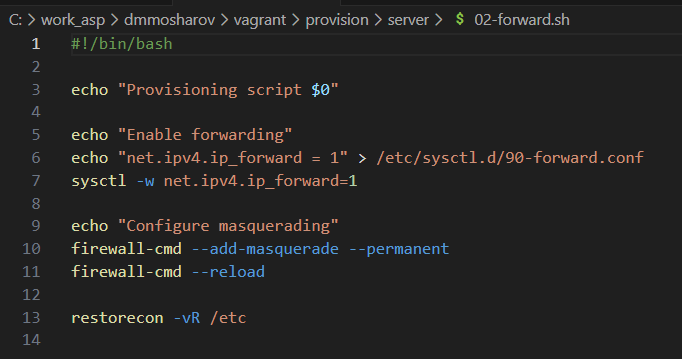 C: > work_asp > dmmosharov > vagrant > provision > server > $ 02-forward.sh
1 #!/bin/bash
2
3 echo "Provisioning script $0"
4
5 echo "Enable forwarding"
6 echo "net.ipv4.ip_forward = 1" > /etc/sysctl.d/90-forward.conf
7 sysctl -w net.ipv4.ip_forward=1
8
9 echo "Configure masquerading"
10 firewall-cmd --add-masquerade --permanent
11 firewall-cmd --reload
12
13 restorecon -vR /etc
14